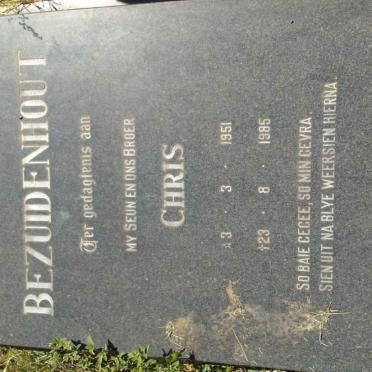 BEZUIDENHOUT
Ter gedagtenis aan
MY SEUN EN ONS BROER
CHRIS
☆3 · 3 · 1951
†23 · 8 · 1985
SO BAIE GEGEE, SO MIN GEVRA.
SIEN UIT NA BLYE WEERSIEN HIERNA